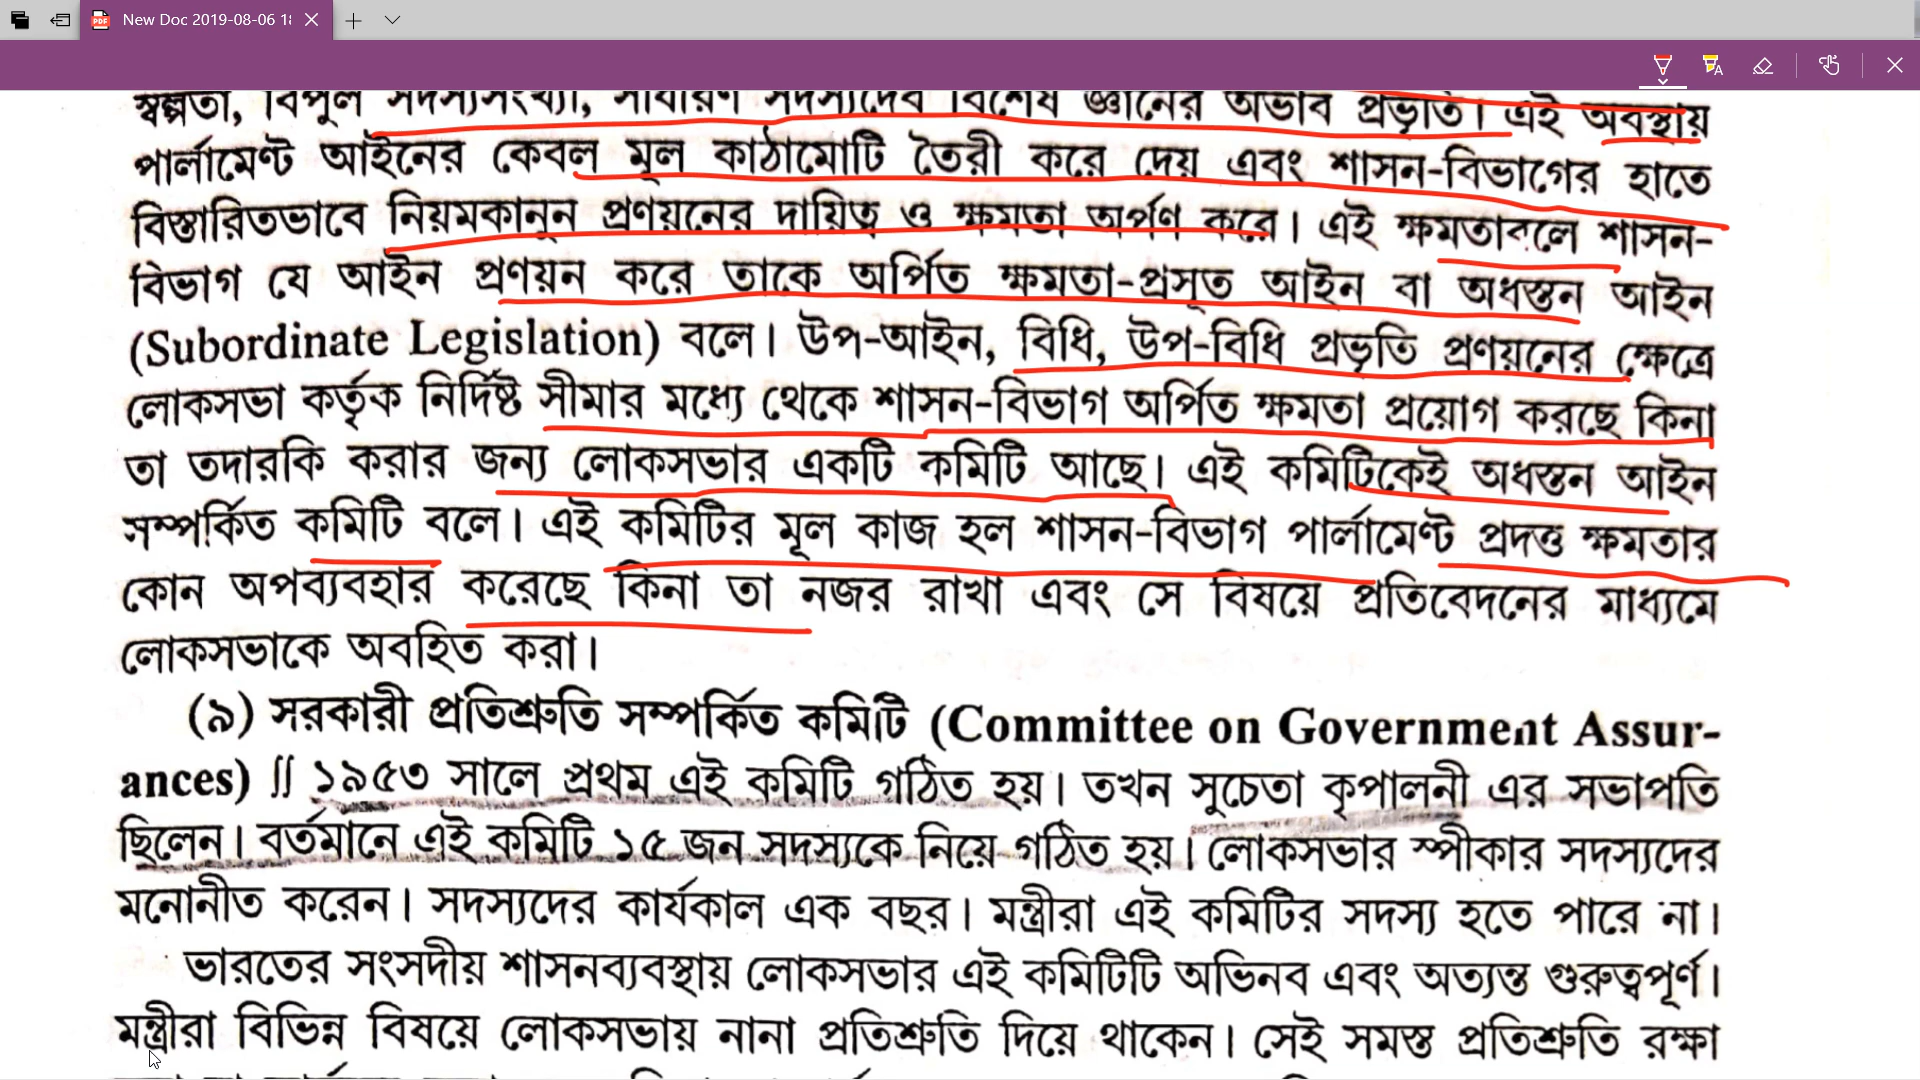 New Doc 2019-08-06 18
স্বল্পতা, বিপুল সদস্যসংখ্যা, সাধারণ সদস্যদের বিশেষ জ্ঞানের অভাব প্রভৃতি। এই অবস্থায়
পার্লামেন্ট আইনের কেবল মূল কাঠামোটি তৈরী করে দেয় এবং শাসন-বিভাগের হাতে
বিস্তারিতভাবে নিয়মকানুন প্রণয়নের দায়িত্ব ও ক্ষমতা অর্পণ করে। এই ক্ষমতাবলে শাসন-
বিভাগ যে আইন প্রণয়ন করে তাকে অর্পিত ক্ষমতা-প্রসূত আইন বা অধস্তন আইন
(Subordinate Legislation) বলে। উপ-আইন, বিধি, উপ-বিধি প্রভৃতি প্রণয়নের ক্ষেত্রে
লোকসভা কর্তৃক নির্দিষ্ট সীমার মধ্যে থেকে শাসন-বিভাগ অর্পিত ক্ষমতা প্রয়োগ করছে কিনা
তা তদারকি করার জন্য লোকসভার একটি কমিটি আছে। এই কমিটিকেই অধস্তন আইন
সম্পর্কিত কমিটি বলে। এই কমিটির মূল কাজ হল শাসন-বিভাগ পার্লামেন্ট প্রদত্ত ক্ষমতার
কোন অপব্যবহার করেছে কিনা তা নজর রাখা এবং সে বিষয়ে প্রতিবেদনের মাধ্যমে
লোকসভাকে অবহিত করা।
(৯) সরকারী প্রতিশ্রুতি সম্পর্কিত কমিটি (Committee on Government Assur-
ances) || ১৯৫৩ সালে প্রথম এই কমিটি গঠিত হয়। তখন সুচেতা কৃপালনী এর সভাপতি
ছিলেন। বর্তমানে এই কমিটি ১৫ জন সদস্যকে নিয়ে গঠিত হয়। লোকসভার স্পীকার সদস্যদের
মনোনীত করেন। সদস্যদের কার্যকাল এক বছর। মন্ত্রীরা এই কমিটির সদস্য হতে পারে না।
ভারতের সংসদীয় শাসনব্যবস্থায় লোকসভার এই কমিটিটি অভিনব এবং অত্যন্ত গুরুত্বপূর্ণ।
মন্ত্রীরা বিভিন্ন বিষয়ে লোকসভায় নানা প্রতিশ্রুতি দিয়ে থাকেন। সেই সমস্ত প্রতিশ্রুতি রক্ষা